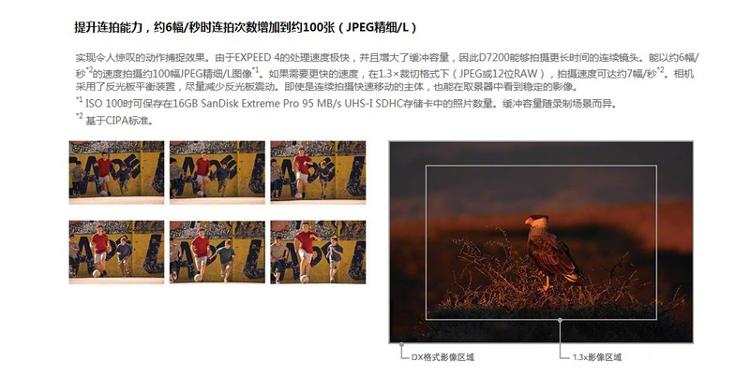 提升连拍能力，约6幅/秒时连拍次数增加到约100张（JPEG精细/L）
实现令人惊叹的动作捕捉效果。由于EXPEED 4的处理速度极快，并且增大了缓冲容量，因此D7200能够拍摄更长时间的连续镜头。能以约6幅/
秒*2的速度拍摄约100幅JPEG精细/L图像*1。如果需要更快的速度，在1.3×裁切格式下（JPEG或12位RAW），拍摄速度可达约7幅/秒*2。相机
采用了反光板平衡装置，尽量减少反光板震动。即使是连续拍摄快速移动的主体，也能在取景器中看到稳定的影像。
*1 ISO 100时可保存在16GB SanDisk Extreme Pro 95 MB/s UHS-I SDHC存储卡中的照片数量。缓冲容量随录制场景而异。
*2 基于CIPA标准。
DX格式影像区域
1.3x影像区域